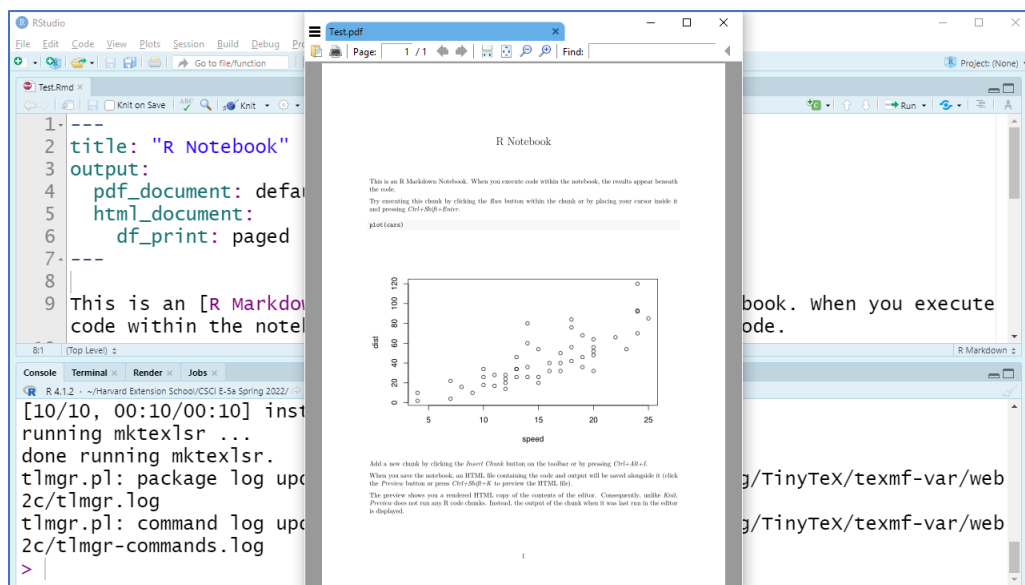 RStudio
File Edit Code View Plots Session Build Debug
Go to file/function
Project: (None)
Test.Rmd
Knit on Save ABC Knit
Run
1 ---
2 title: "R Notebook"
3 output:
4 pdf_document:
5 html_document:
6 df_print: paged
7 ---
8
9 This is an [R book. When you execute
code within the ode.
8:1 (Top Level)
R Markdown
Console Terminal Render Jobs
R 4.1.2 · ~/Harvard Extension School/CSCI E-5a Spring 2022/
[10/10, 00:10/00:10]
running mktexlsr ...
done running mktexlsr.
tlmgr.pl: package log g/TinyTeX/texmf-var/web
2c/tlmgr.log
tlmgr.pl: command log g/TinyTeX/texmf-var/web
2c/tlmgr-commands.log
>
Test.pdf
Page: 1 / 1 Find:
R Notebook
This is an R Markdown Notebook. When you execute code within the notebook, the results appear beneath
the code.
Try executing this chunk by clicking the Run button within the chunk or by placing your cursor inside it
and pressing Ctrl+Shift+Enter.
plot(cars)
dist
120
100
80
60
40
20
0
5 10 15 20 25
speed
Add a new chunk by clicking the Insert Chunk button on the toolbar or by pressing Ctrl+Alt+I.
When you save the notebook, an HTML file containing the code and output will be saved alongside it (click
the Preview button or press Ctrl+Shift+K to preview the HTML file).
The preview shows you a rendered HTML copy of the contents of the editor. Consequently, unlike Knit,
Preview does not run any R code chunks. Instead, the output of the chunk when it was last run in the editor
is displayed.
1